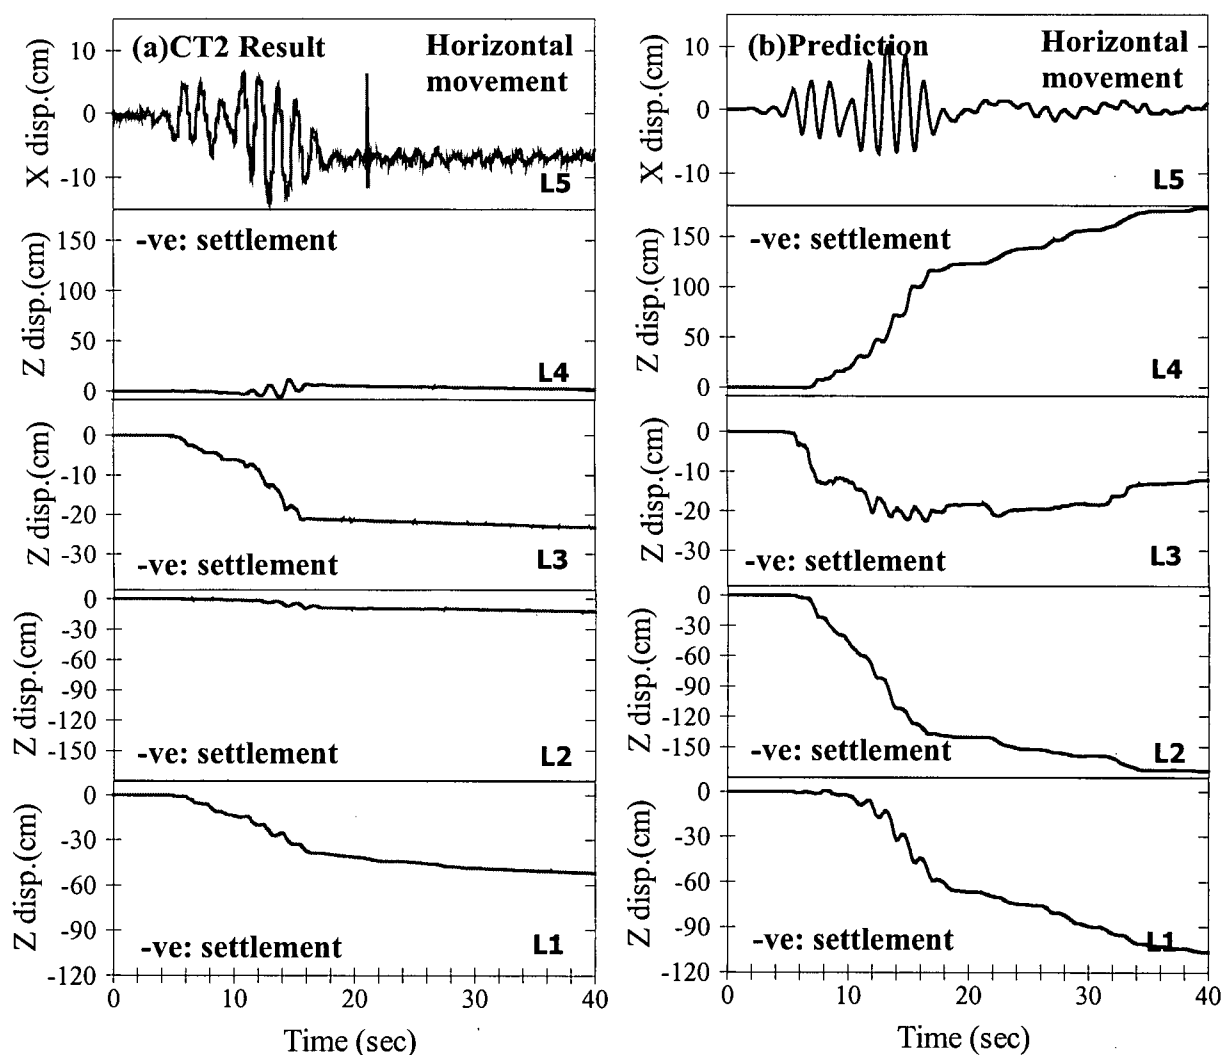 (a)CT2 Result
Horizontal
movement
X disp.(cm)
10
0
-10
L5
-ve: settlement
Z disp.(cm)
150
100
50
0
L4
Z disp.(cm)
0
-10
-20
-30
-ve: settlement
L3
Z disp.(cm)
0
-30
-60
-90
-120
-150
-ve: settlement
L2
Z disp.(cm)
0
-30
-60
-90
-120
-ve: settlement
L1
0
10
20
30
40
Time (sec)
(b)Prediction
Horizontal
movement
X disp.(cm)
10
0
-10
L5
-ve: settlement
Z disp.(cm)
150
100
50
0
L4
Z disp.(cm)
0
-10
-20
-30
-ve: settlement
L3
Z disp.(cm)
0
-30
-60
-90
-120
-150
-ve: settlement
L2
Z disp.(cm)
0
-30
-60
-90
-120
-ve: settlement
L1
0
10
20
30
40
Time (sec)